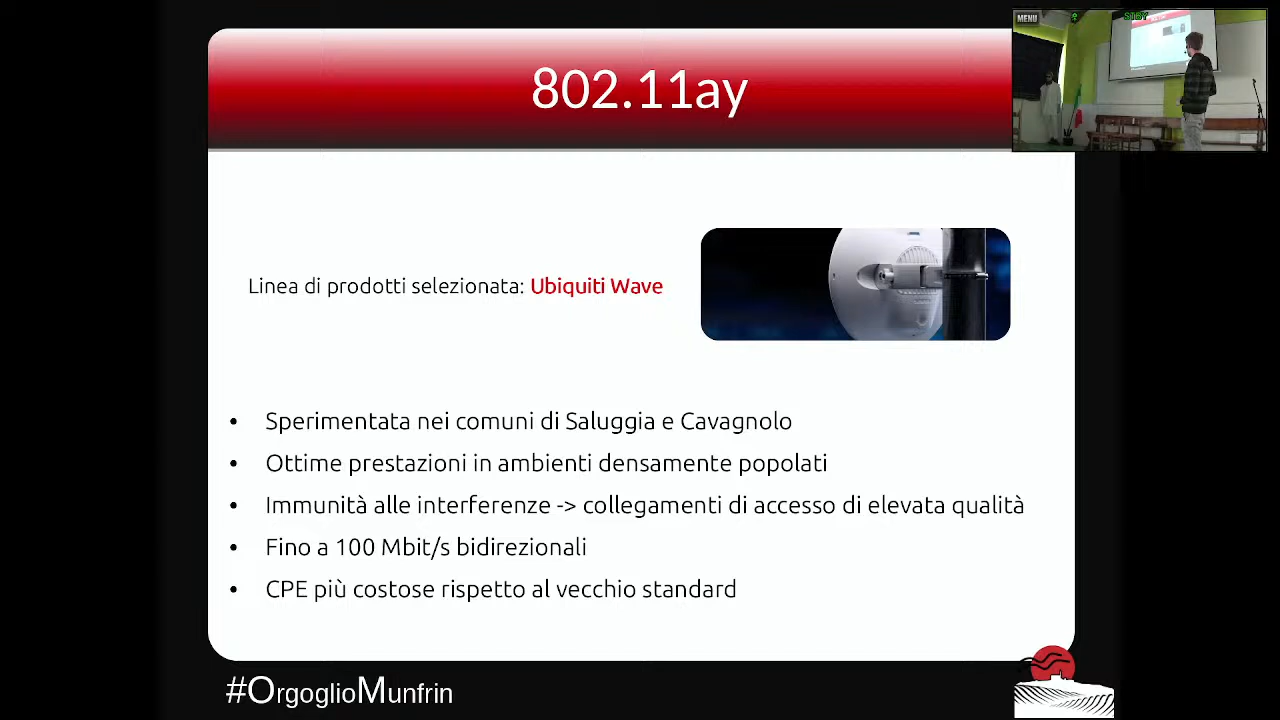 802.11ay
MENU
STBY
Linea di prodotti selezionata: Ubiquiti Wave
• Sperimentata nei comuni di Saluggia e Cavagnolo
• Ottime prestazioni in ambienti densamente popolati
• Immunità alle interferenze -> collegamenti di accesso di elevata qualità
• Fino a 100 Mbit/s bidirezionali
• CPE più costose rispetto al vecchio standard
#OrgoglioMunfrin